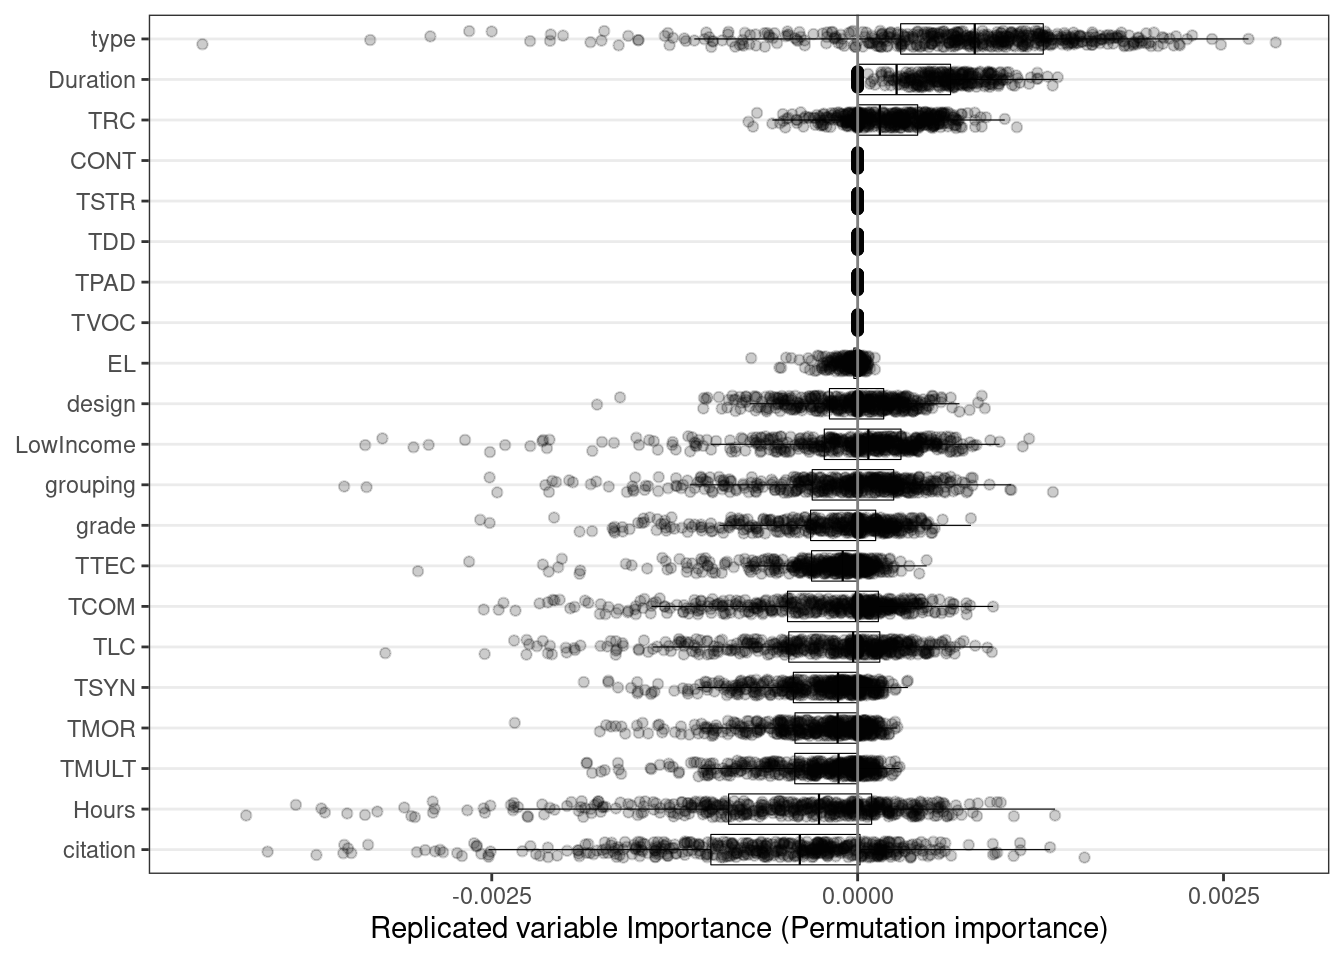 type
Duration
TRC
CONT
TSTR
TDD
TPAD
TVOC
EL
design
LowIncome
grouping
grade
TTEC
TCOM
TLC
TSYN
TMOR
TMULT
Hours
citation
-0.0025 0.0000 0.0025
Replicated variable Importance (Permutation importance)